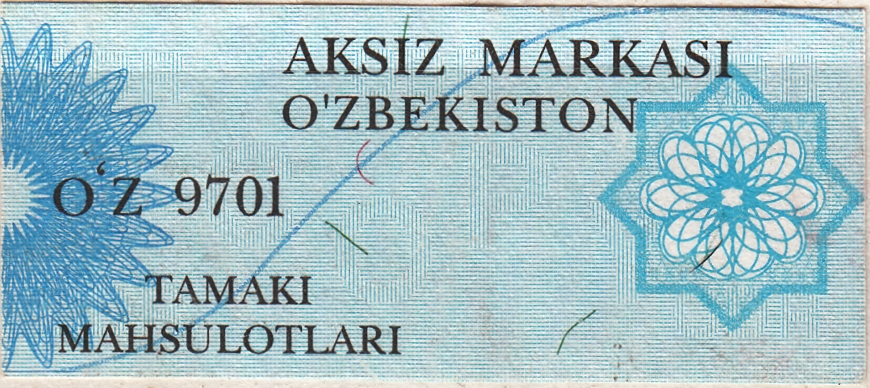 AKSIZ MARKASI
O'ZBEKISTON
O‘Z 9701
TAMAKI
MAHSULOTLARI